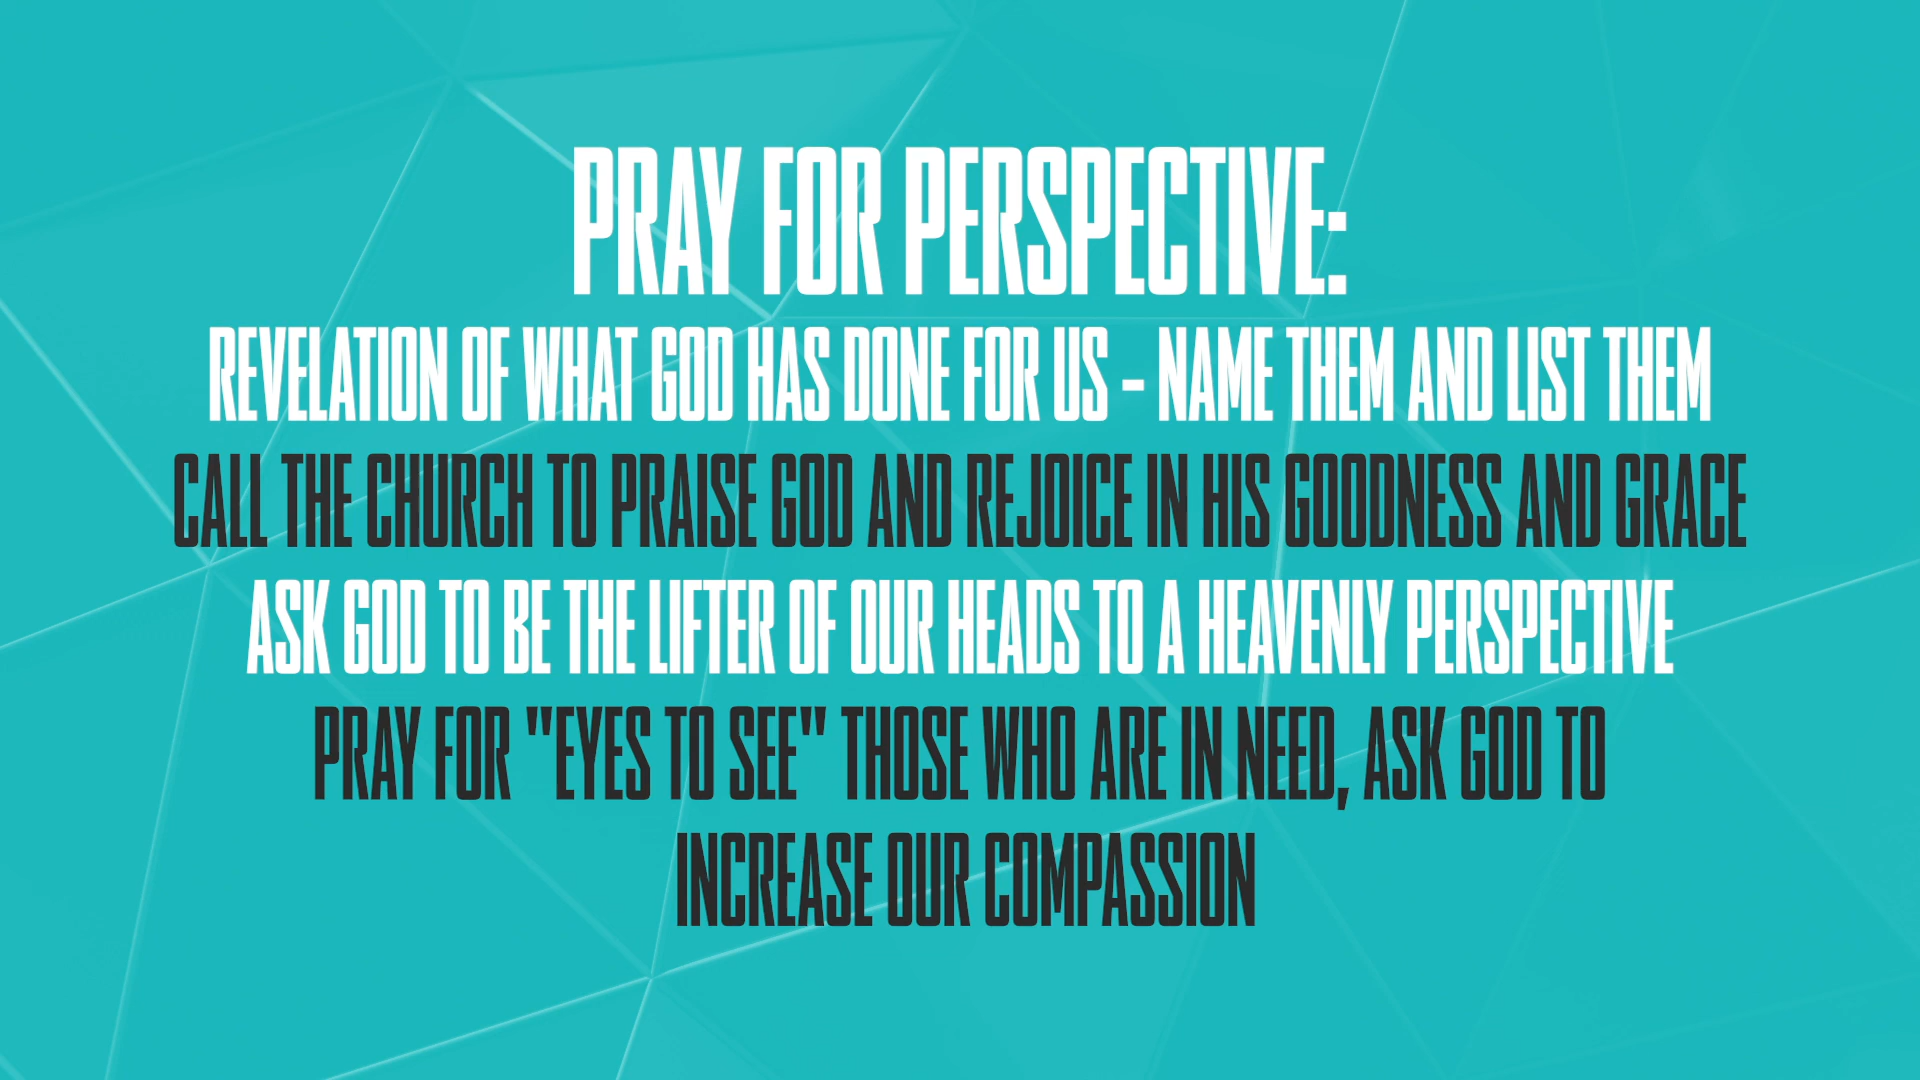 PRAY FOR PERSPECTIVE:
REVELATION OF WHAT GOD HAS DONE FOR US - NAME THEM AND LIST THEM
CALL THE CHURCH TO PRAISE GOD AND REJOICE IN HIS GOODNESS AND GRACE
ASK GOD TO BE THE LIFTER OF OUR HEADS TO A HEAVENLY PERSPECTIVE
PRAY FOR "EYES TO SEE" THOSE WHO ARE IN NEED, ASK GOD TO
INCREASE OUR COMPASSION